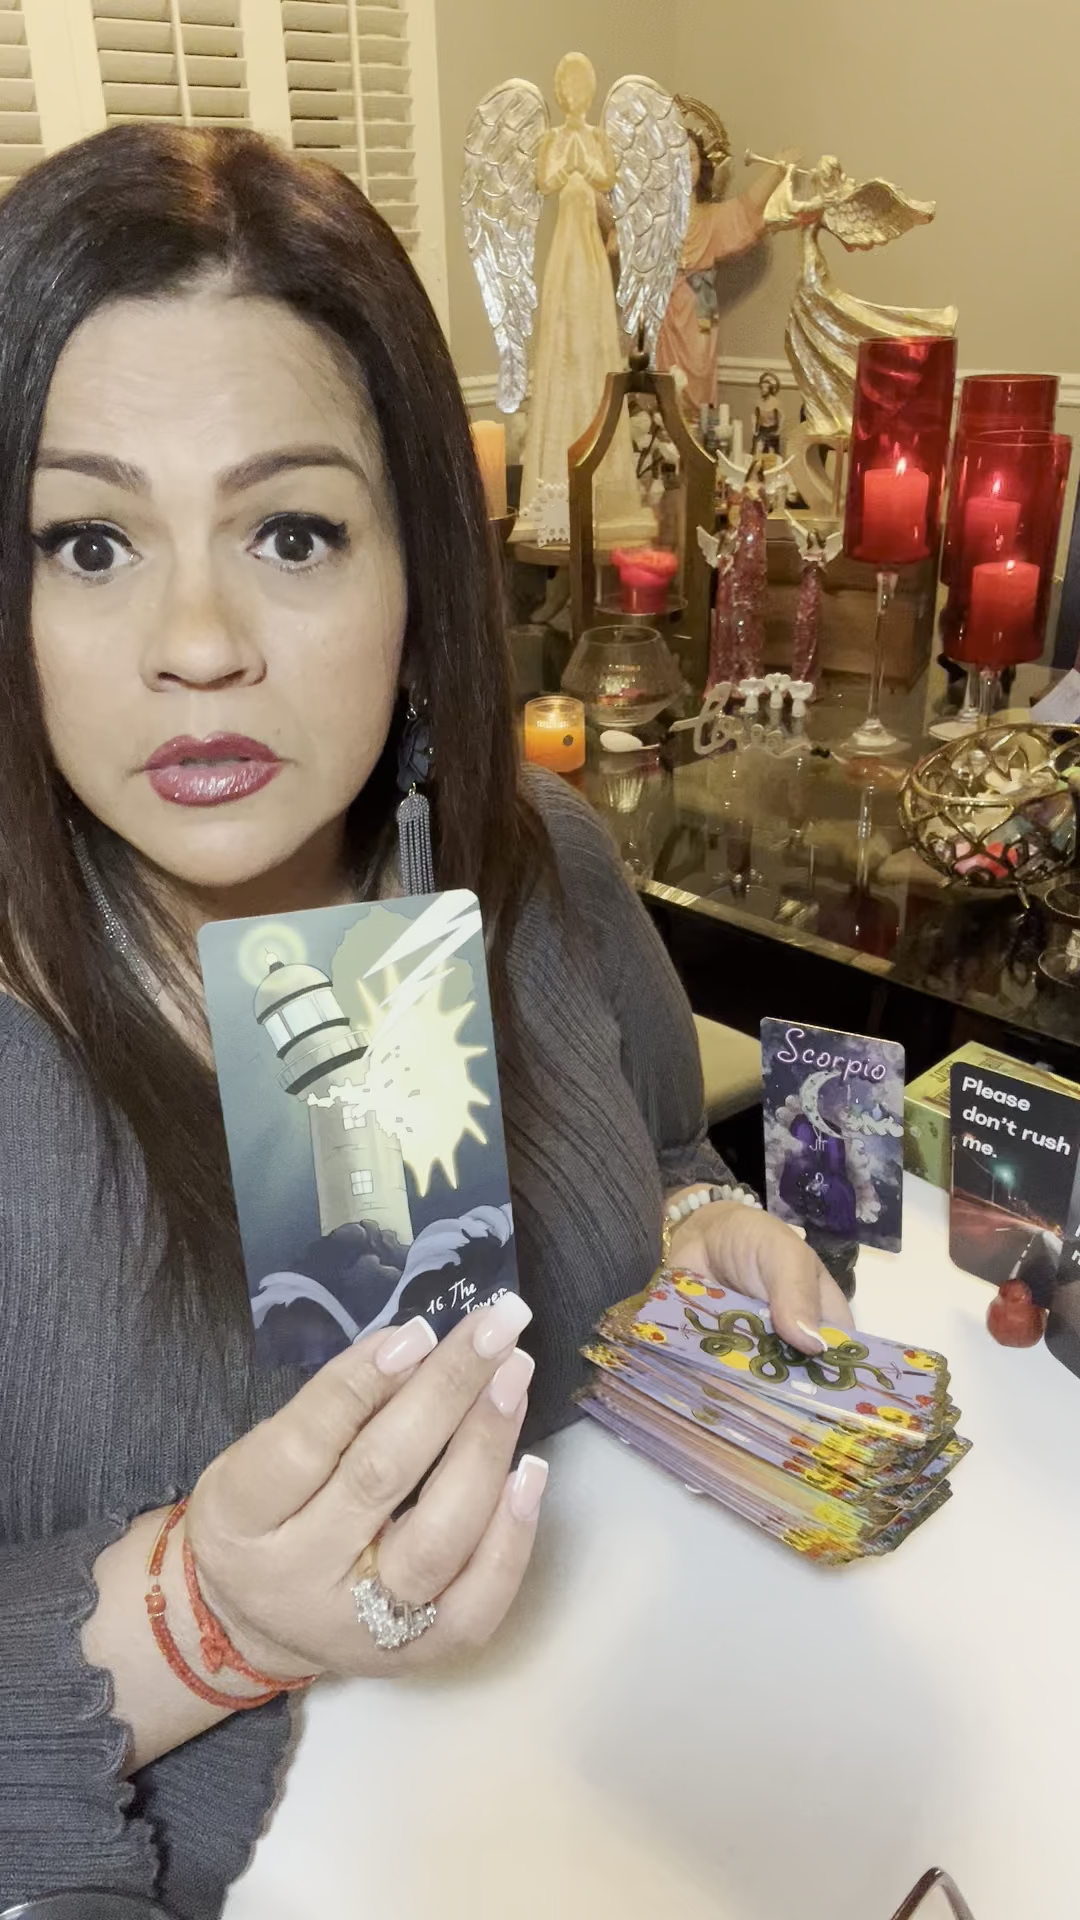 16. The
Tower
Scorpio
Please
don't rush
me.